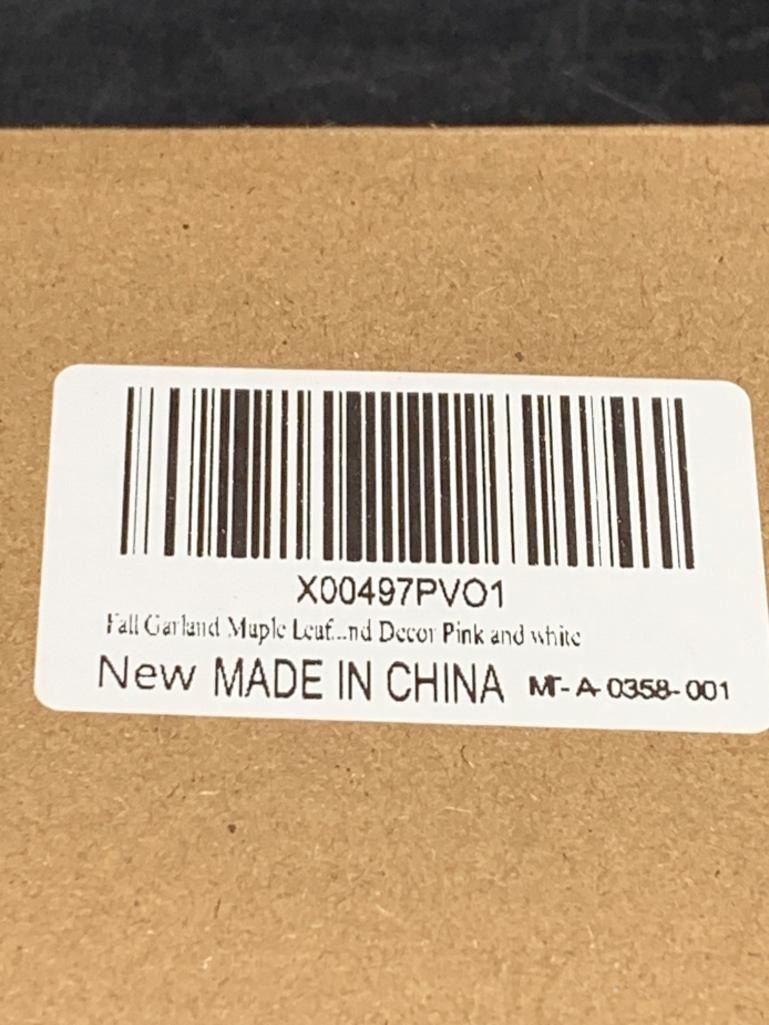 X00497PVO1
Fall Garland Maple Leaf...nd Decor Pink and white
New MADE IN CHINA MT-A-0358-001